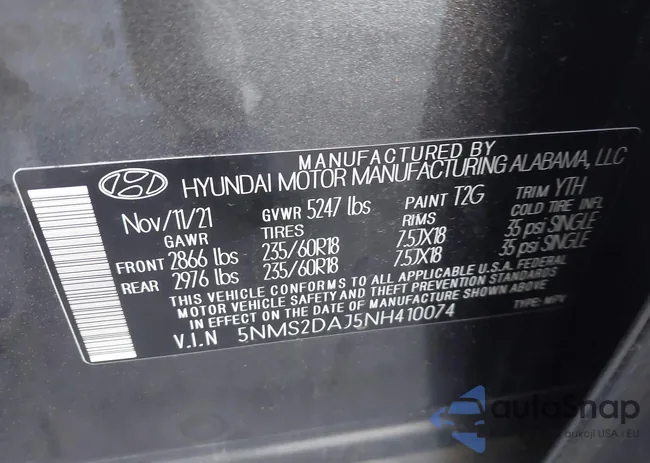 MANUFACTURED BY
HYUNDAI MOTOR MANUFACTURING ALABAMA, LLC
Nov/11/21 GVWR 5247 lbs PAINT T2G TRIM YTH
GAWR TIRES RIMS COLD TIRE INFL
FRONT 2866 lbs 235/60R18 7.5JX18 35 psi SINGLE
REAR 2976 lbs 235/60R18 7.5JX18 35 psi SINGLE
THIS VEHICLE CONFORMS TO ALL APPLICABLE U.S.A. FEDERAL
MOTOR VEHICLE SAFETY AND THEFT PREVENTION STANDARDS
IN EFFECT ON THE DATE OF MANUFACTURE SHOWN ABOVE
V.I.N 5NMS2DAJ5NH410074 TYPE: MPV
autoSnap
aukcji USA - EU